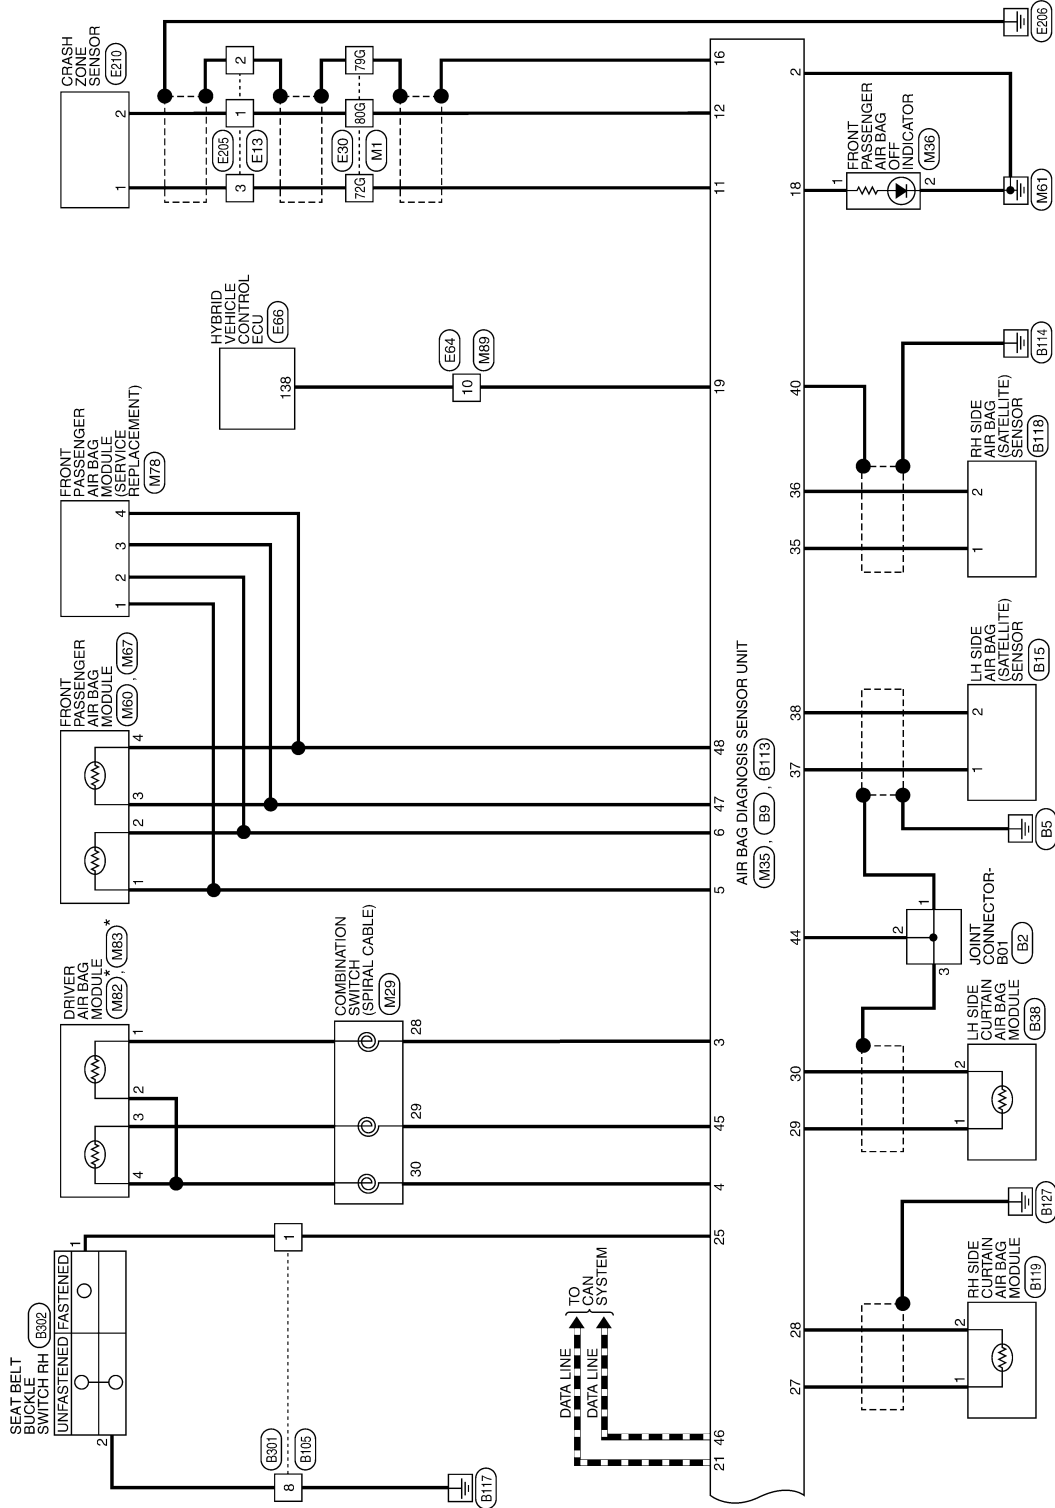 SEAT BELT
BUCKLE
SWITCH RH
B302
UNFASTENED
FASTENED
2
1
B301
B105
8
1
B117
DRIVER
AIR BAG
MODULE
M82 * , M83 *
4
3
2
1
COMBINATION
SWITCH
(SPIRAL CABLE)
M29
30
29
28
FRONT
PASSENGER
AIR BAG
MODULE
M60 , M67
1
2
3
4
FRONT
PASSENGER
AIR BAG
MODULE
(SERVICE
REPLACEMENT)
M78
1
2
3
4
HYBRID
VEHICLE
CONTROL
ECU
E66
138
E64
M89
10
CRASH
ZONE
SENSOR
E210
1
2
E205
E13
3
1
2
E30
M1
72G
80G
79G
E206
DATA LINE
DATA LINE
TO
CAN
SYSTEM
21
46
25
4
45
3
5
6
47
48
19
11
12
16
AIR BAG DIAGNOSIS SENSOR UNIT
M35 , B9 , B113
27
28
29
30
44
37
38
35
36
40
18
2
1
2
RH SIDE
CURTAIN
AIR BAG
MODULE
B119
B127
1
2
LH SIDE
CURTAIN
AIR BAG
MODULE
B38
3
2
1
JOINT
CONNECTOR-
B01
B2
B5
1
2
LH SIDE
AIR BAG
(SATELLITE)
SENSOR
B15
1
2
RH SIDE
AIR BAG
(SATELLITE)
SENSOR
B118
B114
1
2
FRONT
PASSENGER
AIR BAG
OFF
INDICATOR
M36
M61